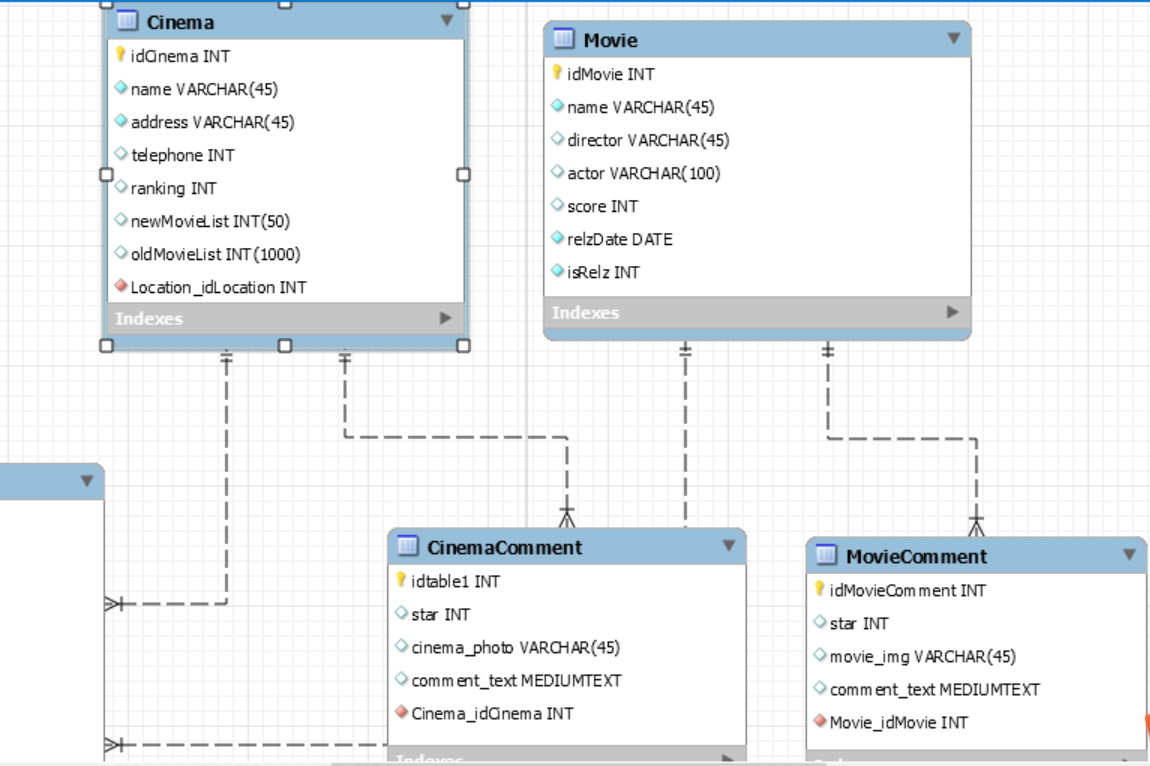 Cinema
idCinema INT
name VARCHAR(45)
address VARCHAR(45)
telephone INT
ranking INT
newMovieList INT(50)
oldMovieList INT(1000)
Location_idLocation INT
Indexes
Movie
idMovie INT
name VARCHAR(45)
director VARCHAR(45)
actor VARCHAR(100)
score INT
relzDate DATE
isRelz INT
Indexes
CinemaComment
idtable1 INT
star INT
cinema_photo VARCHAR(45)
comment_text MEDIUMTEXT
Cinema_idCinema INT
Indexes
MovieComment
idMovieComment INT
star INT
movie_img VARCHAR(45)
comment_text MEDIUMTEXT
Movie_idMovie INT